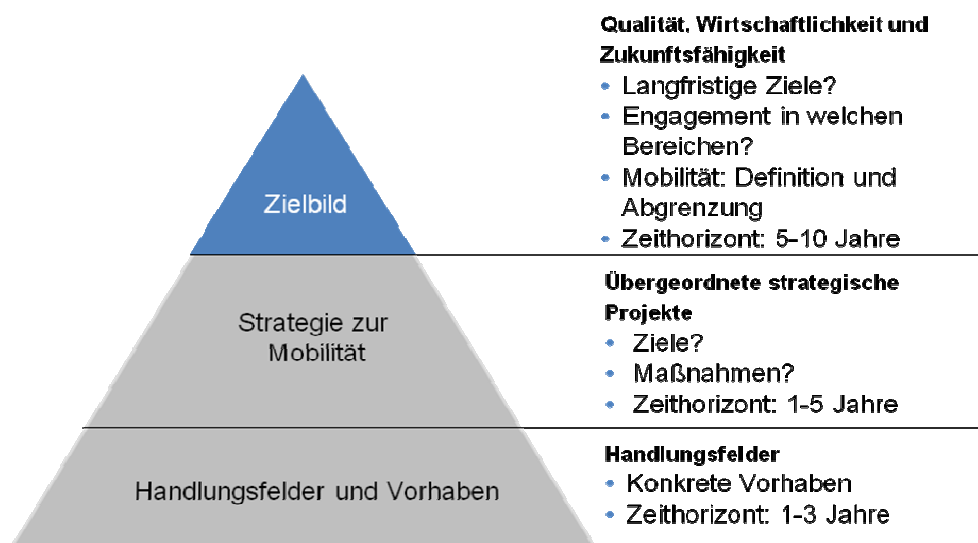 Qualität, Wirtschaftlichkeit und
Zukunftsfähigkeit
• Langfristige Ziele?
• Engagement in welchen
Bereichen?
• Mobilität: Definition und
Abgrenzung
• Zeithorizont: 5-10 Jahre
Zielbild
Übergeordnete strategische
Projekte
• Ziele?
• Maßnahmen?
• Zeithorizont: 1-5 Jahre
Strategie zur
Mobilität
Handlungsfelder
• Konkrete Vorhaben
• Zeithorizont: 1-3 Jahre
Handlungsfelder und Vorhaben